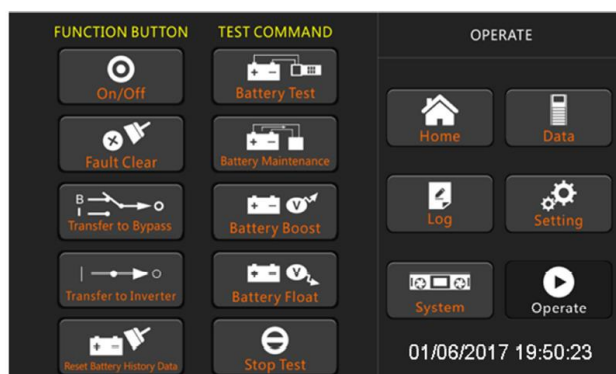 FUNCTION BUTTON
TEST COMMAND
OPERATE
On/Off
Battery Test
Fault Clear
Battery Maintenance
Home
Data
B
I
Transfer to Bypass
V
Battery Boost
Log
Setting
Transfer to Inverter
V
Battery Float
System
Operate
Reset Battery History Data
Stop Test
01/06/2017 19:50:23